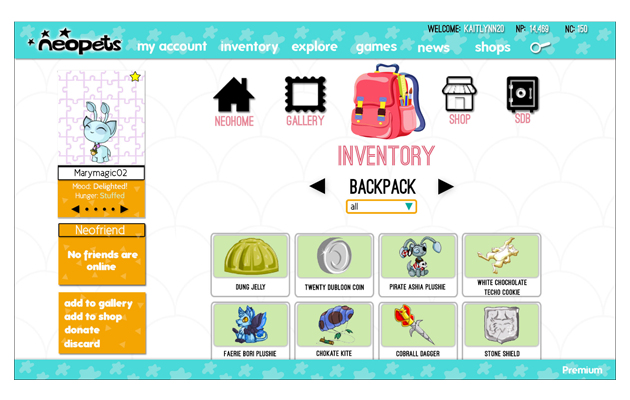 WELCOME: KAITLYNN20 NP: 14,469 NC: 150
neopets my account inventory explore games news shops
NEOHOME
GALLERY
SHOP
SDB
INVENTORY
BACKPACK
all
Marymagic02
Mood: Delighted!
Hunger: Stuffed
Neofriend
No friends are
online
add to gallery
add to shop
donate
discard
DUNG JELLY
TWENTY DUBLOON COIN
PIRATE ASHIA PLUSHIE
WHITE CHOCHOLATE
TECHO COOKIE
FAERIE BORI PLUSHIE
CHOKATE KITE
COBRALL DAGGER
STONE SHIELD
Premium